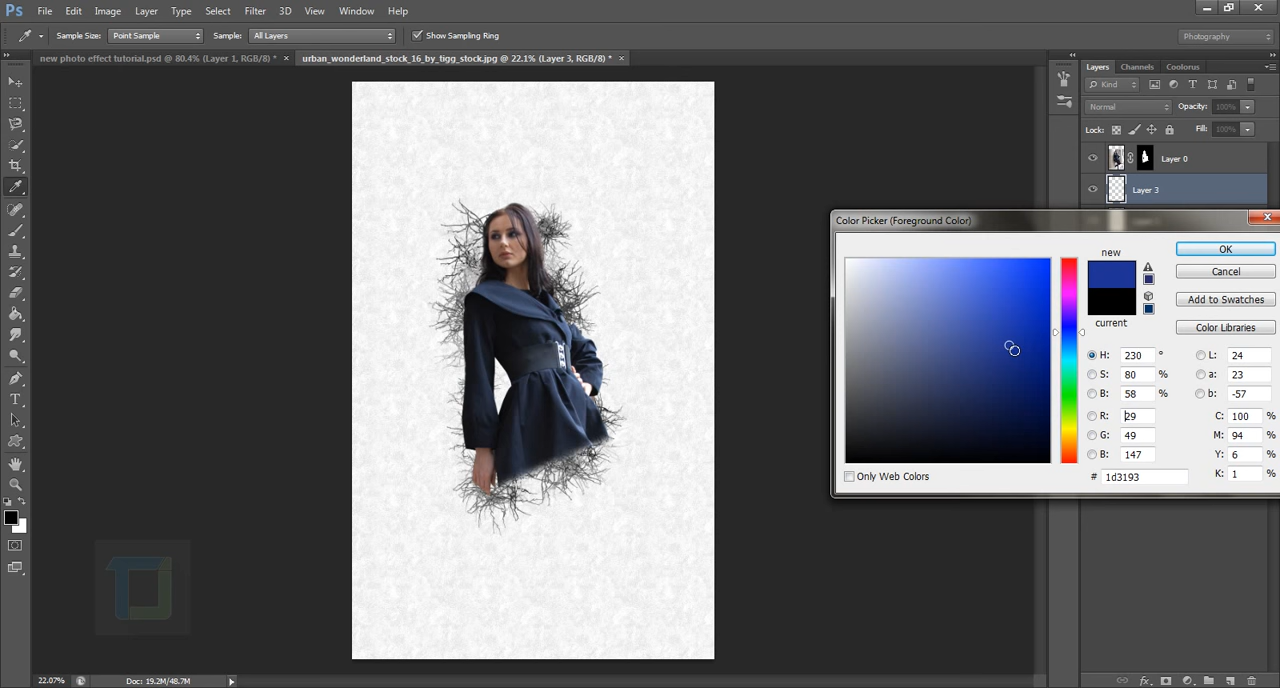 Ps File Edit Image Layer Type Select Filter 3D View Window Help
Sample Size: Point Sample Sample: All Layers Show Sampling Ring Photography
new photo effect tutorial.psd @ 80.4% (Layer 1, RGB/8) * × urban_wonderland_stock_16_by_tigg_stock.jpg @ 22.1% (Layer 3, RGB/8) * ×
Layers Channels Coolorus
Kind
Normal Opacity: 100%
Lock: Fill: 100%
Layer 0
Layer 3
Color Picker (Foreground Color)
new
current
OK
Cancel
Add to Swatches
Color Libraries
H: 230 ° L: 24
S: 80 % a: 23
B: 58 % b: -57
R: 29 C: 100 %
G: 49 M: 94 %
B: 147 Y: 6 %
# 1d3193 K: 1 %
Only Web Colors
22.07% Doc: 19.2M/48.7M